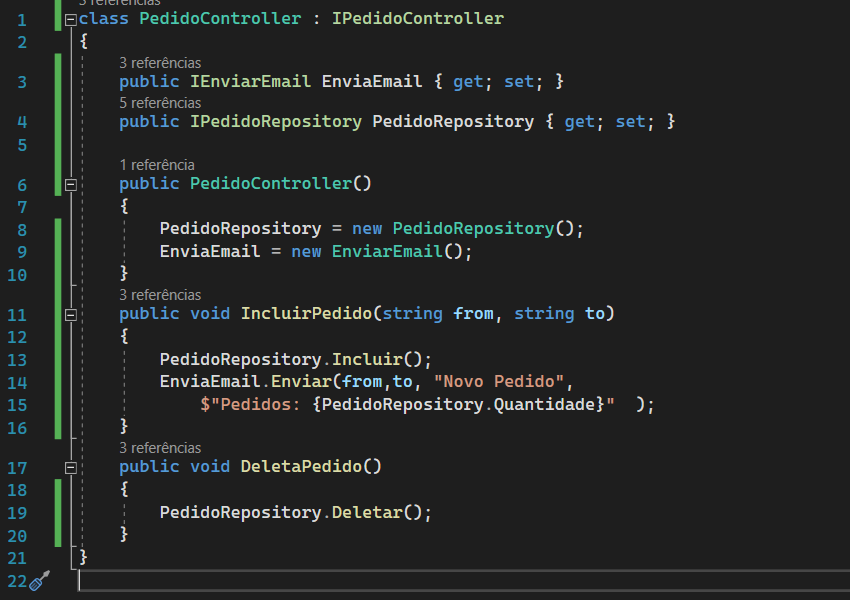 3 referências
1 class PedidoController : IPedidoController
2 {
3 referências
3 public IEnviarEmail EnviaEmail { get; set; }
5 referências
4 public IPedidoRepository PedidoRepository { get; set; }
5
1 referência
6 public PedidoController()
7 {
8 PedidoRepository = new PedidoRepository();
9 EnviaEmail = new EnviarEmail();
10 }
3 referências
11 public void IncluirPedido(string from, string to)
12 {
13 PedidoRepository.Incluir();
14 EnviaEmail.Enviar(from,to, "Novo Pedido",
15 $"Pedidos: {PedidoRepository.Quantidade}" );
16 }
3 referências
17 public void DeletaPedido()
18 {
19 PedidoRepository.Deletar();
20 }
21 }
22